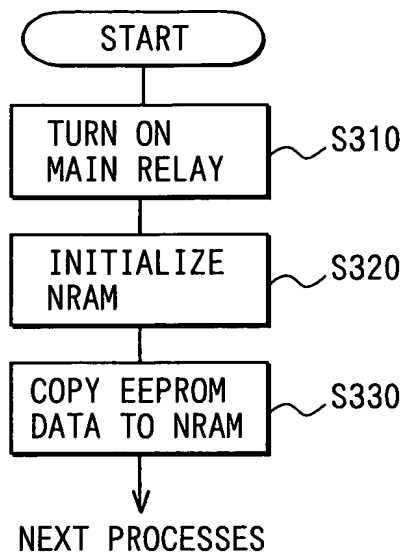 START
TURN ON
MAIN RELAY
S310
INITIALIZE
NRAM
S320
COPY EEPROM
DATA TO NRAM
S330
NEXT PROCESSES